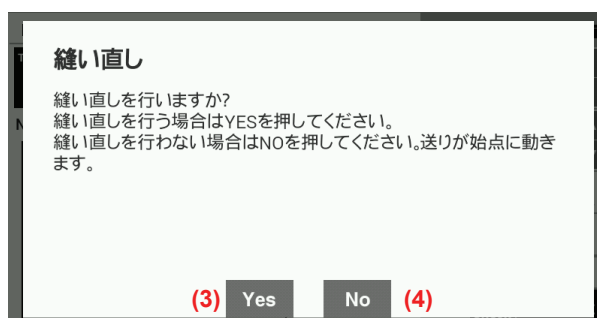 縫い直し
縫い直しを行いますか?
縫い直しを行う場合はYESを押してください。
縫い直しを行わない場合はNOを押してください。送りが始点に動き
ます。
(3) Yes No (4)